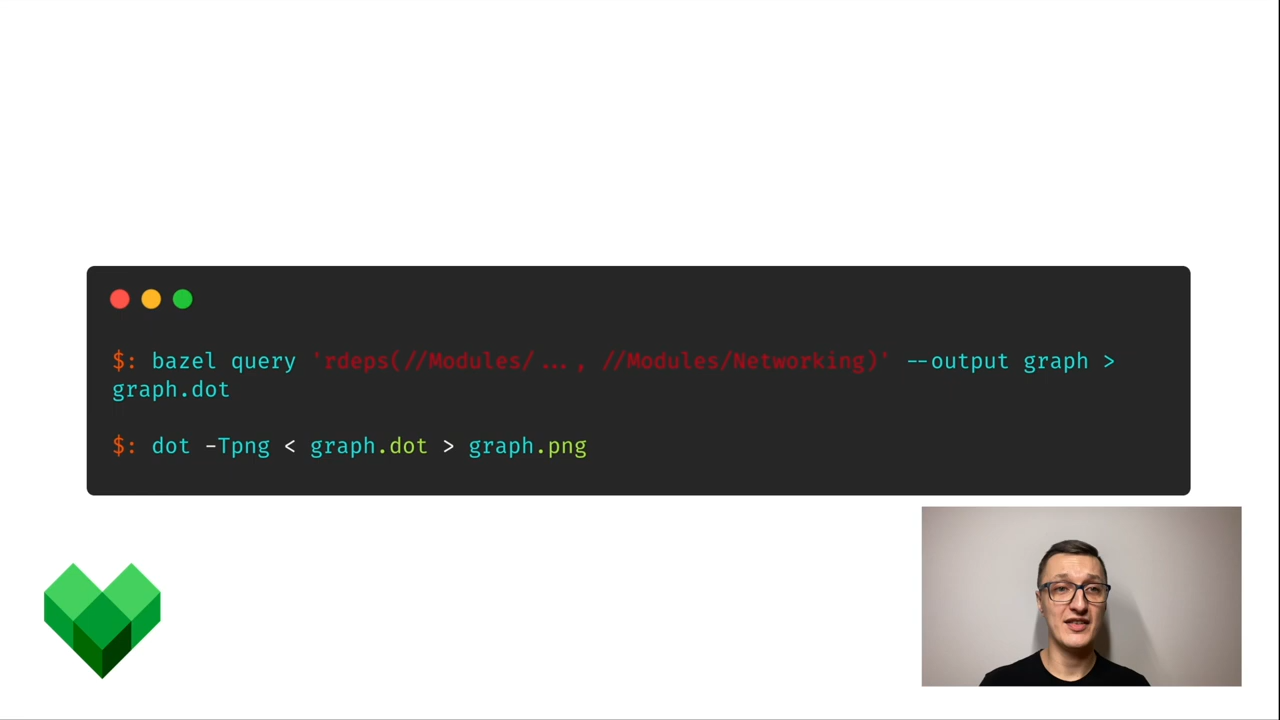 $: bazel query 'rdeps(//Modules/..., //Modules/Networking)' --output graph >
graph.dot
$: dot -Tpng < graph.dot > graph.png